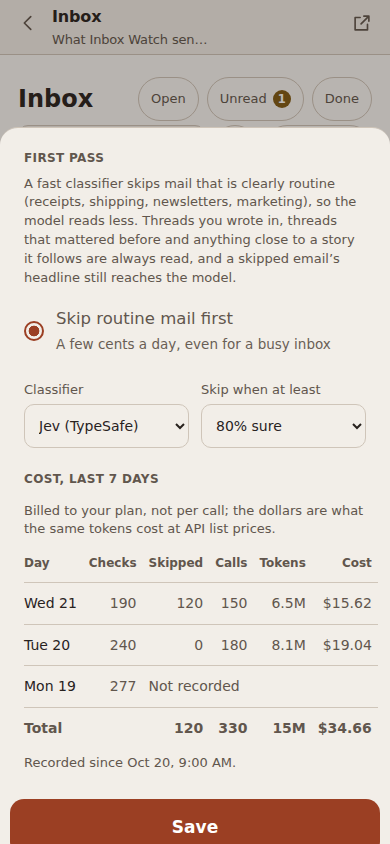 Inbox
What Inbox Watch sen…
Inbox
Open
Unread 1
Done
FIRST PASS
A fast classifier skips mail that is clearly routine
(receipts, shipping, newsletters, marketing), so the
model reads less. Threads you wrote in, threads
that mattered before and anything close to a story
it follows are always read, and a skipped email’s
headline still reaches the model.
Skip routine mail first
A few cents a day, even for a busy inbox
Classifier Skip when at least
Jev (TypeSafe) 80% sure
COST, LAST 7 DAYS
Billed to your plan, not per call; the dollars are what
the same tokens cost at API list prices.
Day Checks Skipped Calls Tokens Cost
Wed 21 190 120 150 6.5M $15.62
Tue 20 240 0 180 8.1M $19.04
Mon 19 277 Not recorded
Total 120 330 15M $34.66
Recorded since Oct 20, 9:00 AM.
Save